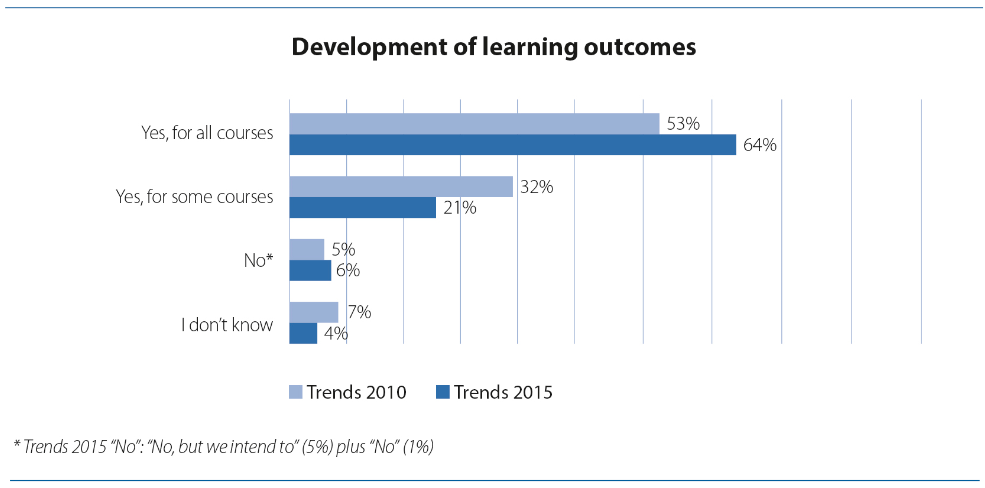 Development of learning outcomes
Yes, for all courses
53%
64%
Yes, for some courses
32%
21%
No*
5%
6%
I don’t know
7%
4%
Trends 2010 Trends 2015
* Trends 2015 “No”: “No, but we intend to” (5%) plus “No” (1%)